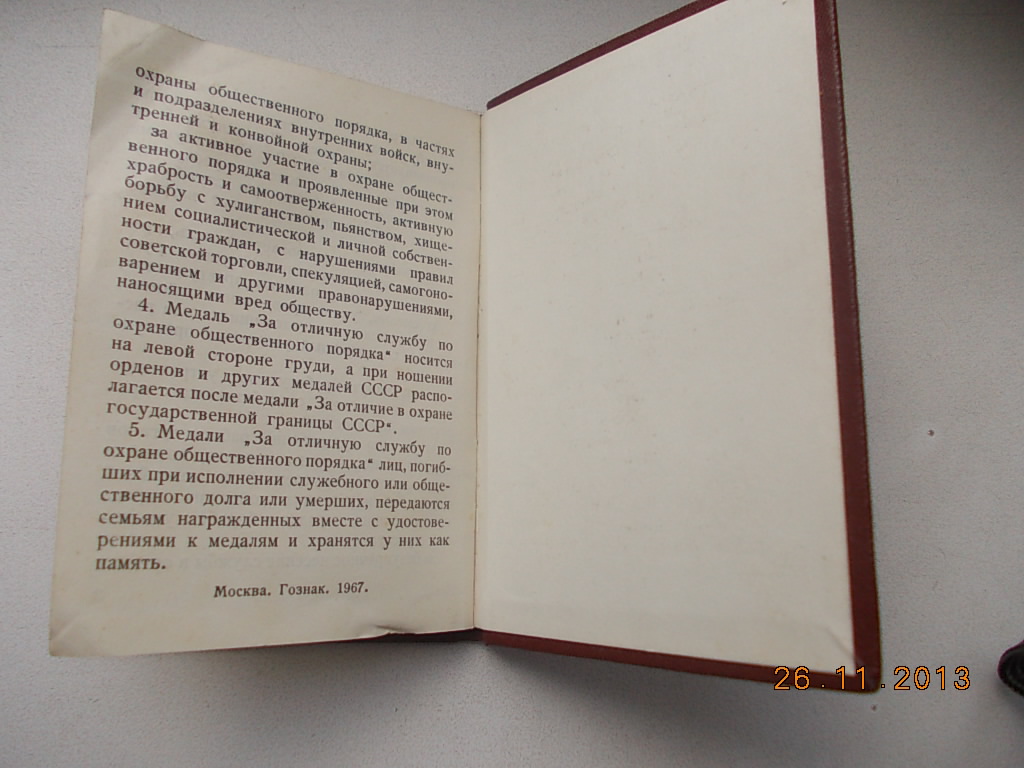 охраны общественного порядка, в частях
и подразделениях внутренних войск, вну-
тренней и конвойной охраны;
за активное участие в охране общест-
венного порядка и проявленные при этом
храбрость и самоотверженность, активную
борьбу с хулиганством, пьянством, хище-
нием социалистической и личной собствен-
ности граждан, с нарушениями правил
советской торговли, спекуляцией, самогоно-
варением и другими правонарушениями,
наносящими вред обществу.
4. Медаль „За отличную службу по
охране общественного порядка“ носится
на левой стороне груди, а при ношении
орденов и других медалей СССР распо-
лагается после медали „За отличие в охране
государственной границы СССР“.
5. Медали „За отличную службу по
охране общественного порядка“ лиц, погиб-
ших при исполнении служебного или обще-
ственного долга или умерших, передаются
семьям награжденных вместе с удостове-
рениями к медалям и хранятся у них как
память.
Москва. Гознак. 1967.
26.11.2013